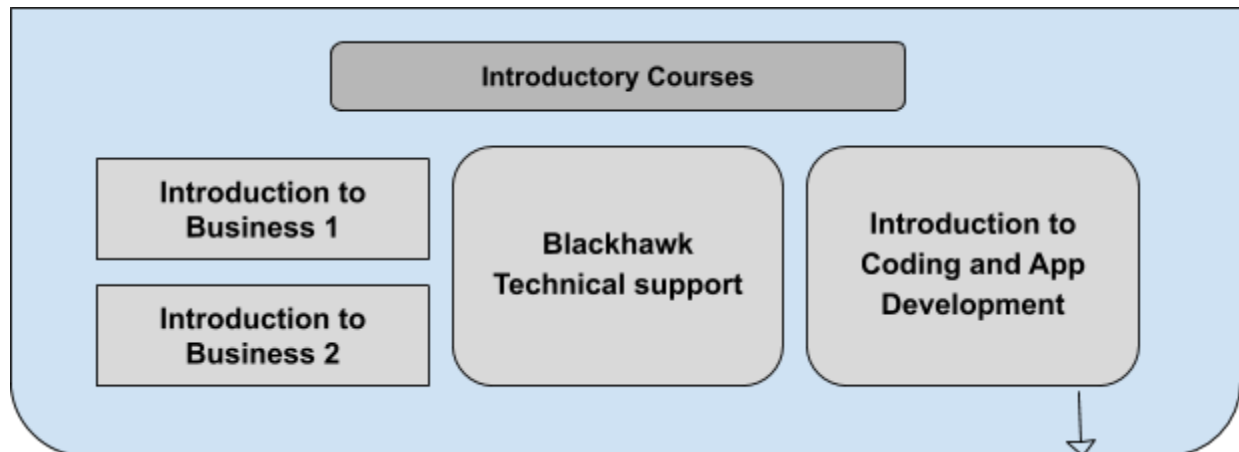 Introductory Courses
Introduction to
Business 1
Introduction to
Business 2
Blackhawk
Technical support
Introduction to
Coding and App
Development